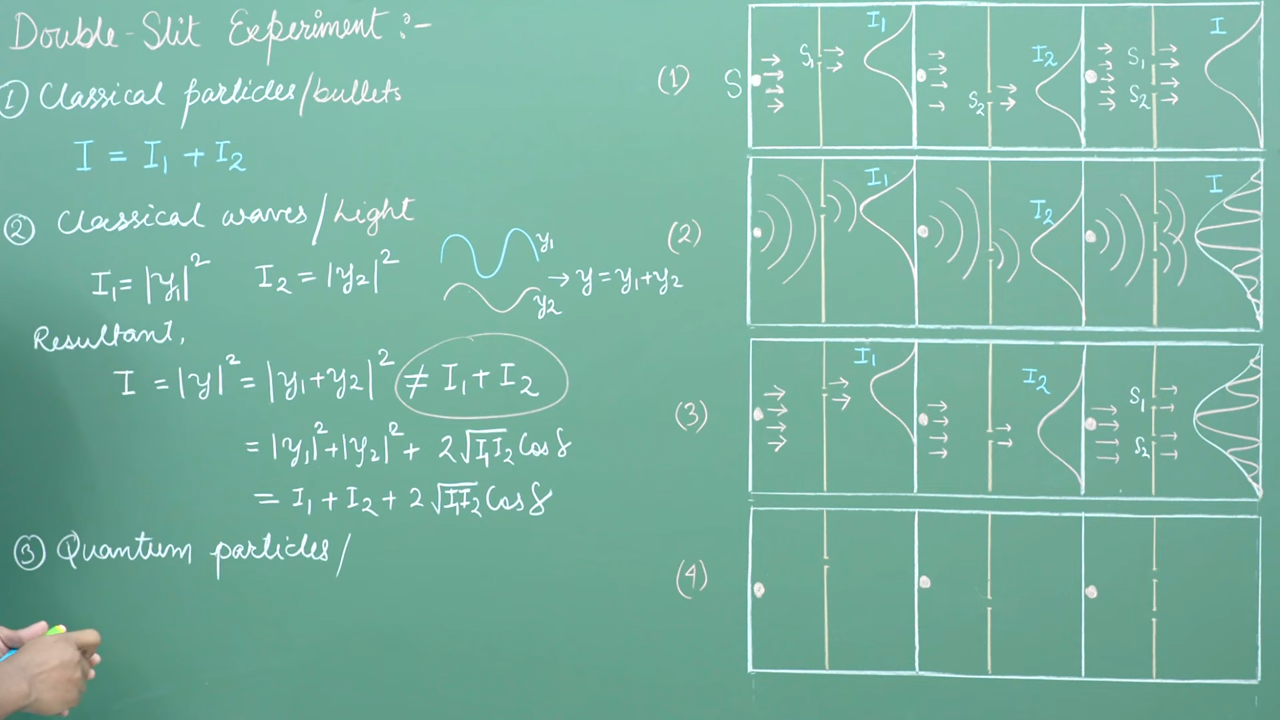 Double-Slit Experiment :-
① Classical particles/bullets
I = I₁ + I₂
② Classical waves/Light
I₁ = |y₁|² I₂ = |y₂|²
y₁
y₂ → y = y₁+y₂
Resultant,
I = |y|² = |y₁+y₂|² ≠ I₁ + I₂
= |y₁|²+|y₂|²+ 2√I₁I₂ Cos δ
= I₁ + I₂ + 2√I₁I₂ Cos δ
③ Quantum particles/
(1) S S₁ I₁ S₂ I₂ S₁ S₂ I
(2) I₁ I₂ I
(3) I₁ I₂ S₁ S₂
(4)